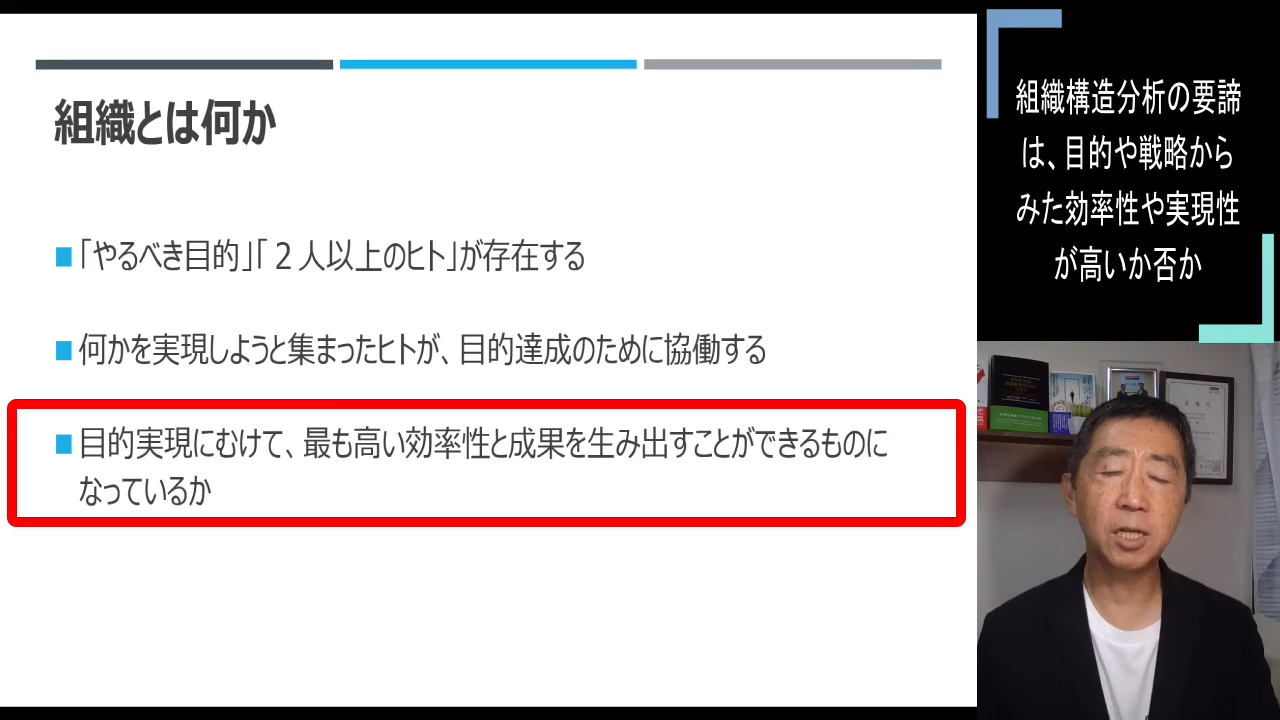 組織とは何か
「やるべき目的」「２人以上のヒト」が存在する
何かを実現しようと集まったヒトが、目的達成のために協働する
目的実現にむけて、最も高い効率性と成果を生み出すことができるものに
なっているか
組織構造分析の要諦
は、目的や戦略から
みた効率性や実現性
が高いか否か